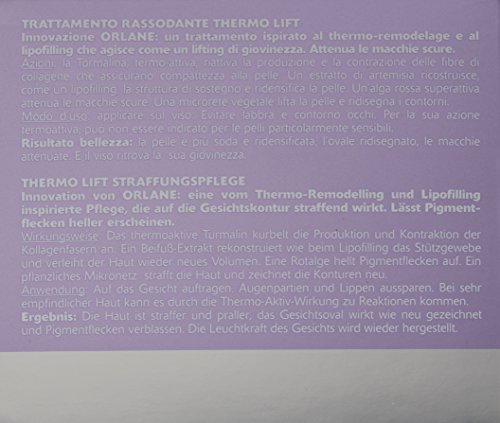 TRATTAMENTO RASSODANTE THERMO LIFT
Innovazione ORLANE: un trattamento ispirato al thermo-remodelage e al
lipofilling che agisce come un lifting di giovinezza. Attenua le macchie scure.
Azioni: la Tormalina, termo-attiva, riattiva la produzione e la contrazione delle fibre di
collagene che assicurano compattezza alla pelle. Un estratto di artemisia ricostruisce,
come un lipofilling, la struttura di sostegno e ridensifica la pelle. Un'alga rossa superattiva
attenua le macchie scure. Una microrete vegetale lifta la pelle e ridisegna i contorni.
Modo d'uso: applicare sul viso. Evitare labbra e contorno occhi. Per la sua azione
termoattiva, può non essere indicato per le pelli particolarmente sensibili.
Risultato bellezza: la pelle è più soda e ridensificata, l'ovale ridisegnato, le macchie
attenuate. E il viso ritrova la sua giovinezza.
THERMO LIFT STRAFFUNGSPFLEGE
Innovation von ORLANE: eine vom Thermo-Remodelling und Lipofilling
inspirierte Pflege, die auf die Gesichtskontur straffend wirkt. Lässt Pigment-
flecken heller erscheinen.
Wirkungsweise: Das thermoaktive Turmalin kurbelt die Produktion und Kontraktion der
Kollagenfasern an. Ein Beifuß-Extrakt rekonstruiert wie beim Lipofilling das Stützgewebe
und verleiht der Haut wieder neues Volumen. Eine Rotalge hellt Pigmentflecken auf. Ein
pflanzliches Mikronetz strafft die Haut und zeichnet die Konturen neu.
Anwendung: Auf das Gesicht auftragen. Augenpartien und Lippen aussparen. Bei sehr
empfindlicher Haut kann es durch die Thermo-Aktiv-Wirkung zu Reaktionen kommen.
Ergebnis: Die Haut ist straffer und praller, das Gesichtsoval wirkt wie neu gezeichnet
und Pigmentflecken verblassen. Die Leuchtkraft des Gesichts wird wieder hergestellt.